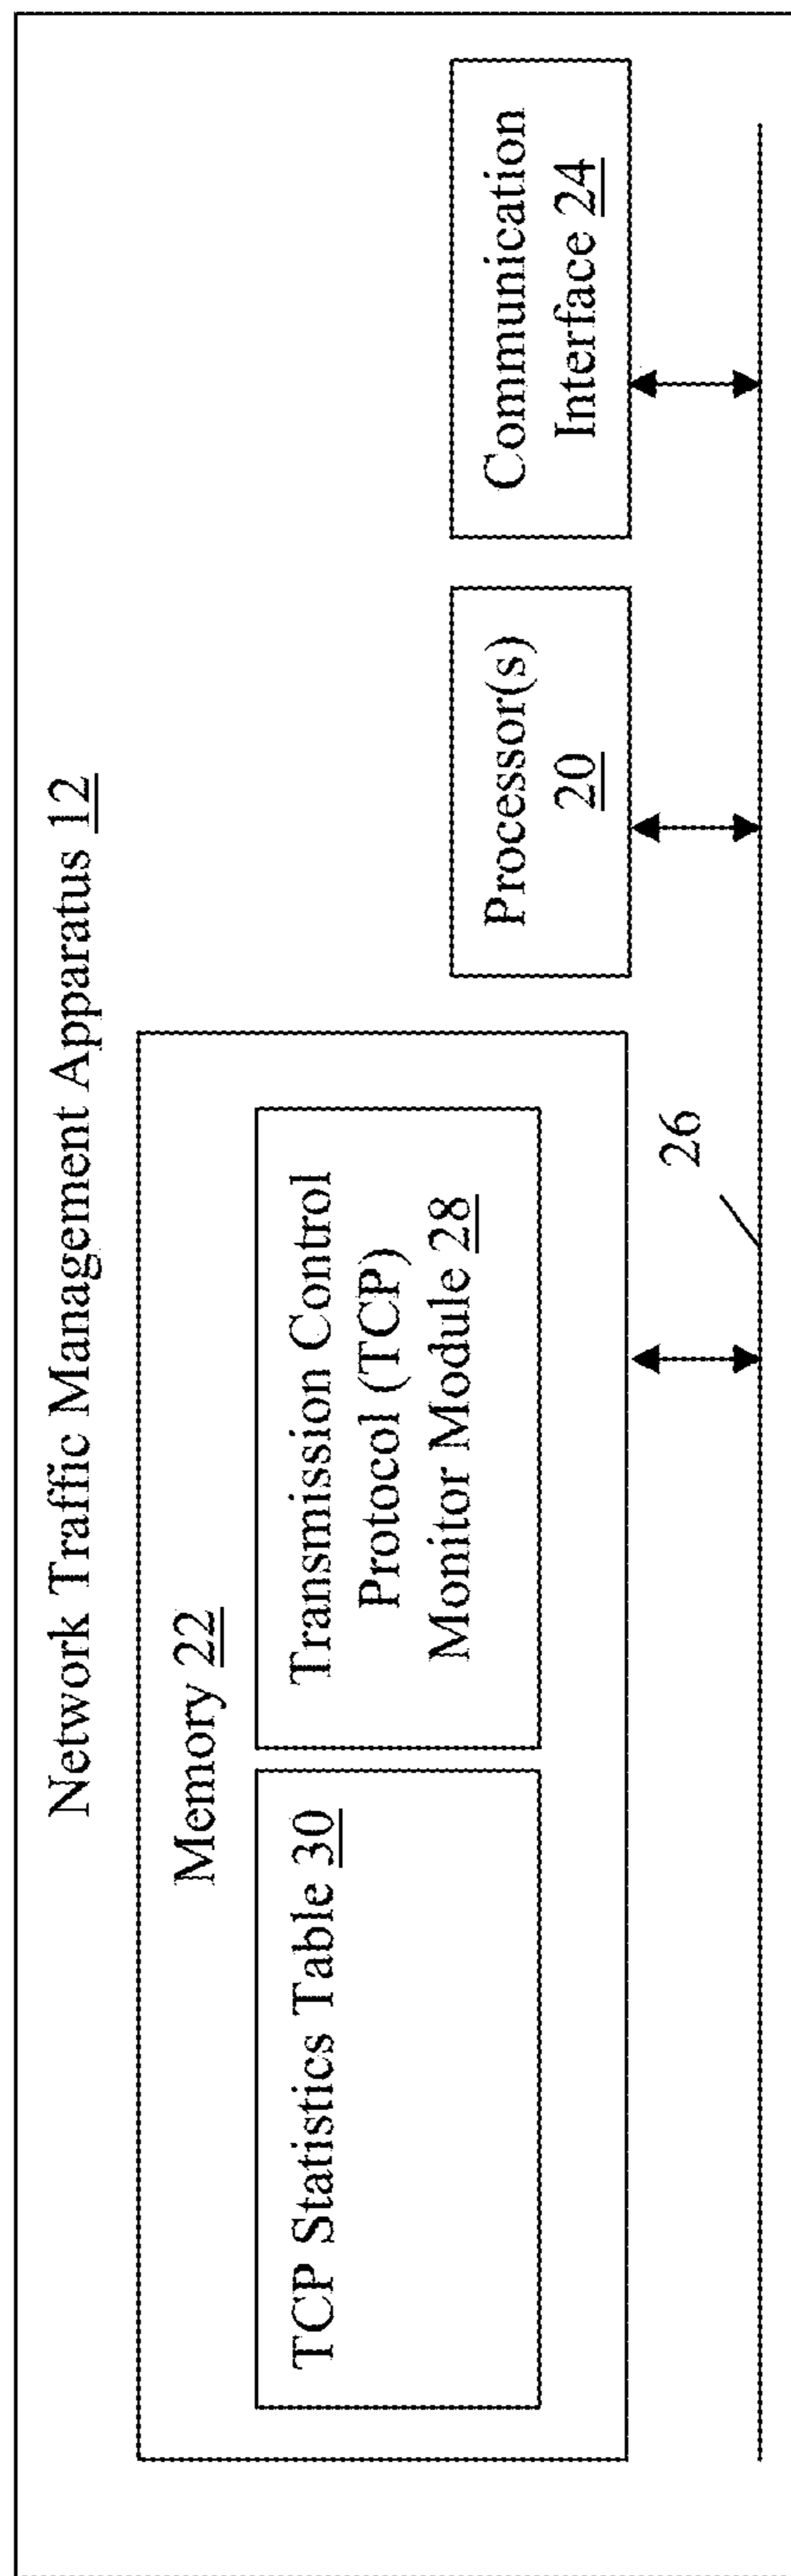 Network Traffic Management Apparatus 12
Memory 22
TCP Statistics Table 30
Transmission Control
Protocol (TCP)
Monitor Module 28
Processor(s)
20
Communication
Interface 24
26